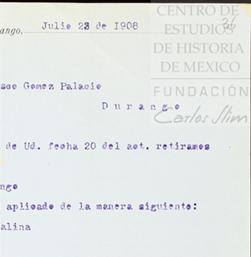 CENTRO DE
ESTUDIOS
DE HISTORIA
DE MEXICO
FUNDACIÓN
Carlos Slim
ango, Julio 23 de 1908
sco Gomez Palacio
Durango
de Ud. fecha 20 del act. retiramos
ngo
aplicado de la manera siguiente:
alina